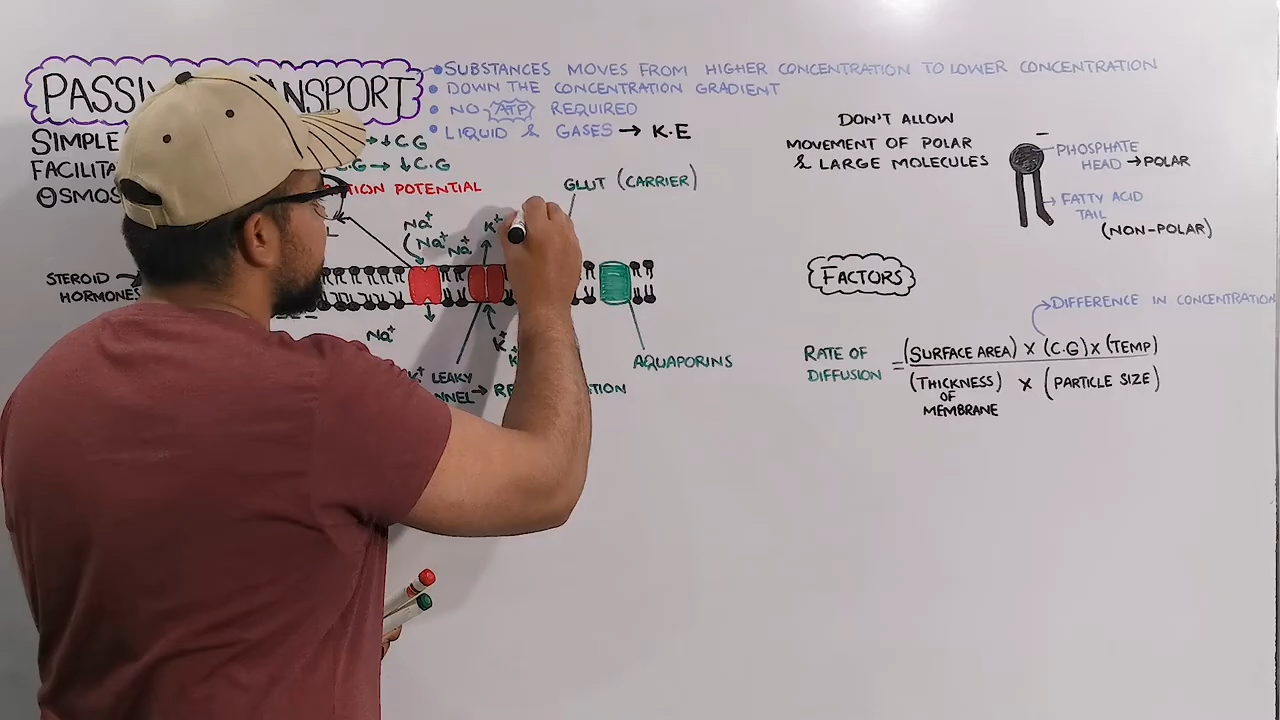 PASSI NSPORT
SUBSTANCES MOVES FROM HIGHER CONCENTRATION TO LOWER CONCENTRATION
DOWN THE CONCENTRATION GRADIENT
NO ATP REQUIRED
LIQUID & GASES → K.E
SIMPLE → ↓CG
FACILITA C.G → ↓C.G
OSMOS
TION POTENTIAL
GLUT (CARRIER)
Na⁺
Na⁺
Na⁺
K⁺
STEROID
HORMONES
Na⁺
K⁺
K⁺ LEAKY
NNEL →
AQUAPORINS
DON'T ALLOW
MOVEMENT OF POLAR
& LARGE MOLECULES
–
PHOSPHATE
HEAD → POLAR
FATTY ACID
TAIL
(NON-POLAR)
FACTORS
DIFFERENCE IN CONCENTRATION
RATE OF
DIFFUSION
= (SURFACE AREA) X (C.G) X (TEMP)
(THICKNESS) X (PARTICLE SIZE)
OF
MEMBRANE